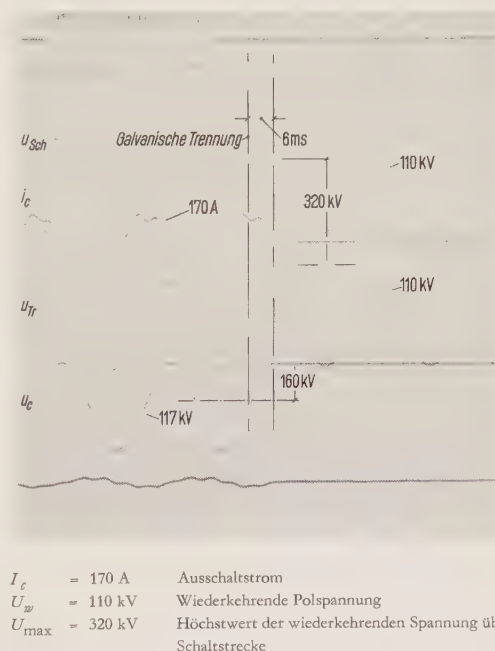 u_Sch Galvanische Trennung 6ms 110 kV
i_c 170 A 320 kV
110 kV
u_Tr
160 kV
u_c 117 kV
I_c = 170 A Ausschaltstrom
U_w = 110 kV Wiederkehrende Polspannung
U_max = 320 kV Höchstwert der wiederkehrenden Spannung üb
Schaltstrecke